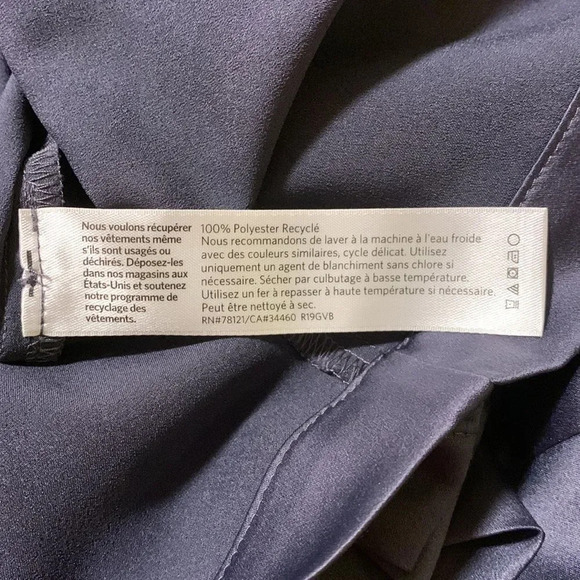 Nous voulons récupérer
nos vêtements même
s'ils sont usagés ou
déchirés. Déposez-les
dans nos magasins aux
États-Unis et soutenez
notre programme de
recyclage des
vêtements.
100% Polyester Recyclé
Nous recommandons de laver à la machine à l'eau froide
avec des couleurs similaires, cycle délicat. Utilisez
uniquement un agent de blanchiment sans chlore si
nécessaire. Sécher par culbutage à basse température.
Utilisez un fer à repasser à haute température si nécessaire.
Peut être nettoyé à sec.
RN#78121/CA#34460 R19GVB